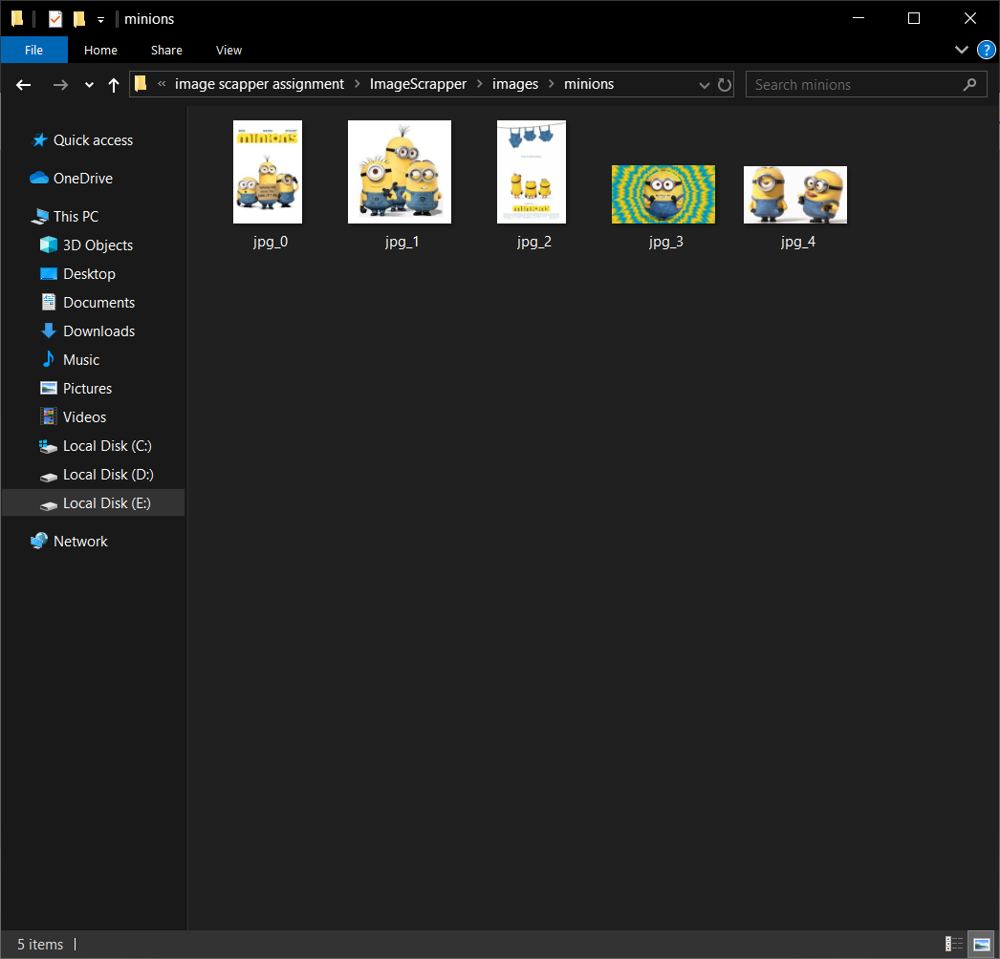 minions
File Home Share View
« image scapper assignment > ImageScrapper > images > minions
Search minions
Quick access
OneDrive
This PC
3D Objects
Desktop
Documents
Downloads
Music
Pictures
Videos
Local Disk (C:)
Local Disk (D:)
Local Disk (E:)
Network
minions
minions
jpg_0 jpg_1 jpg_2 jpg_3 jpg_4
5 items